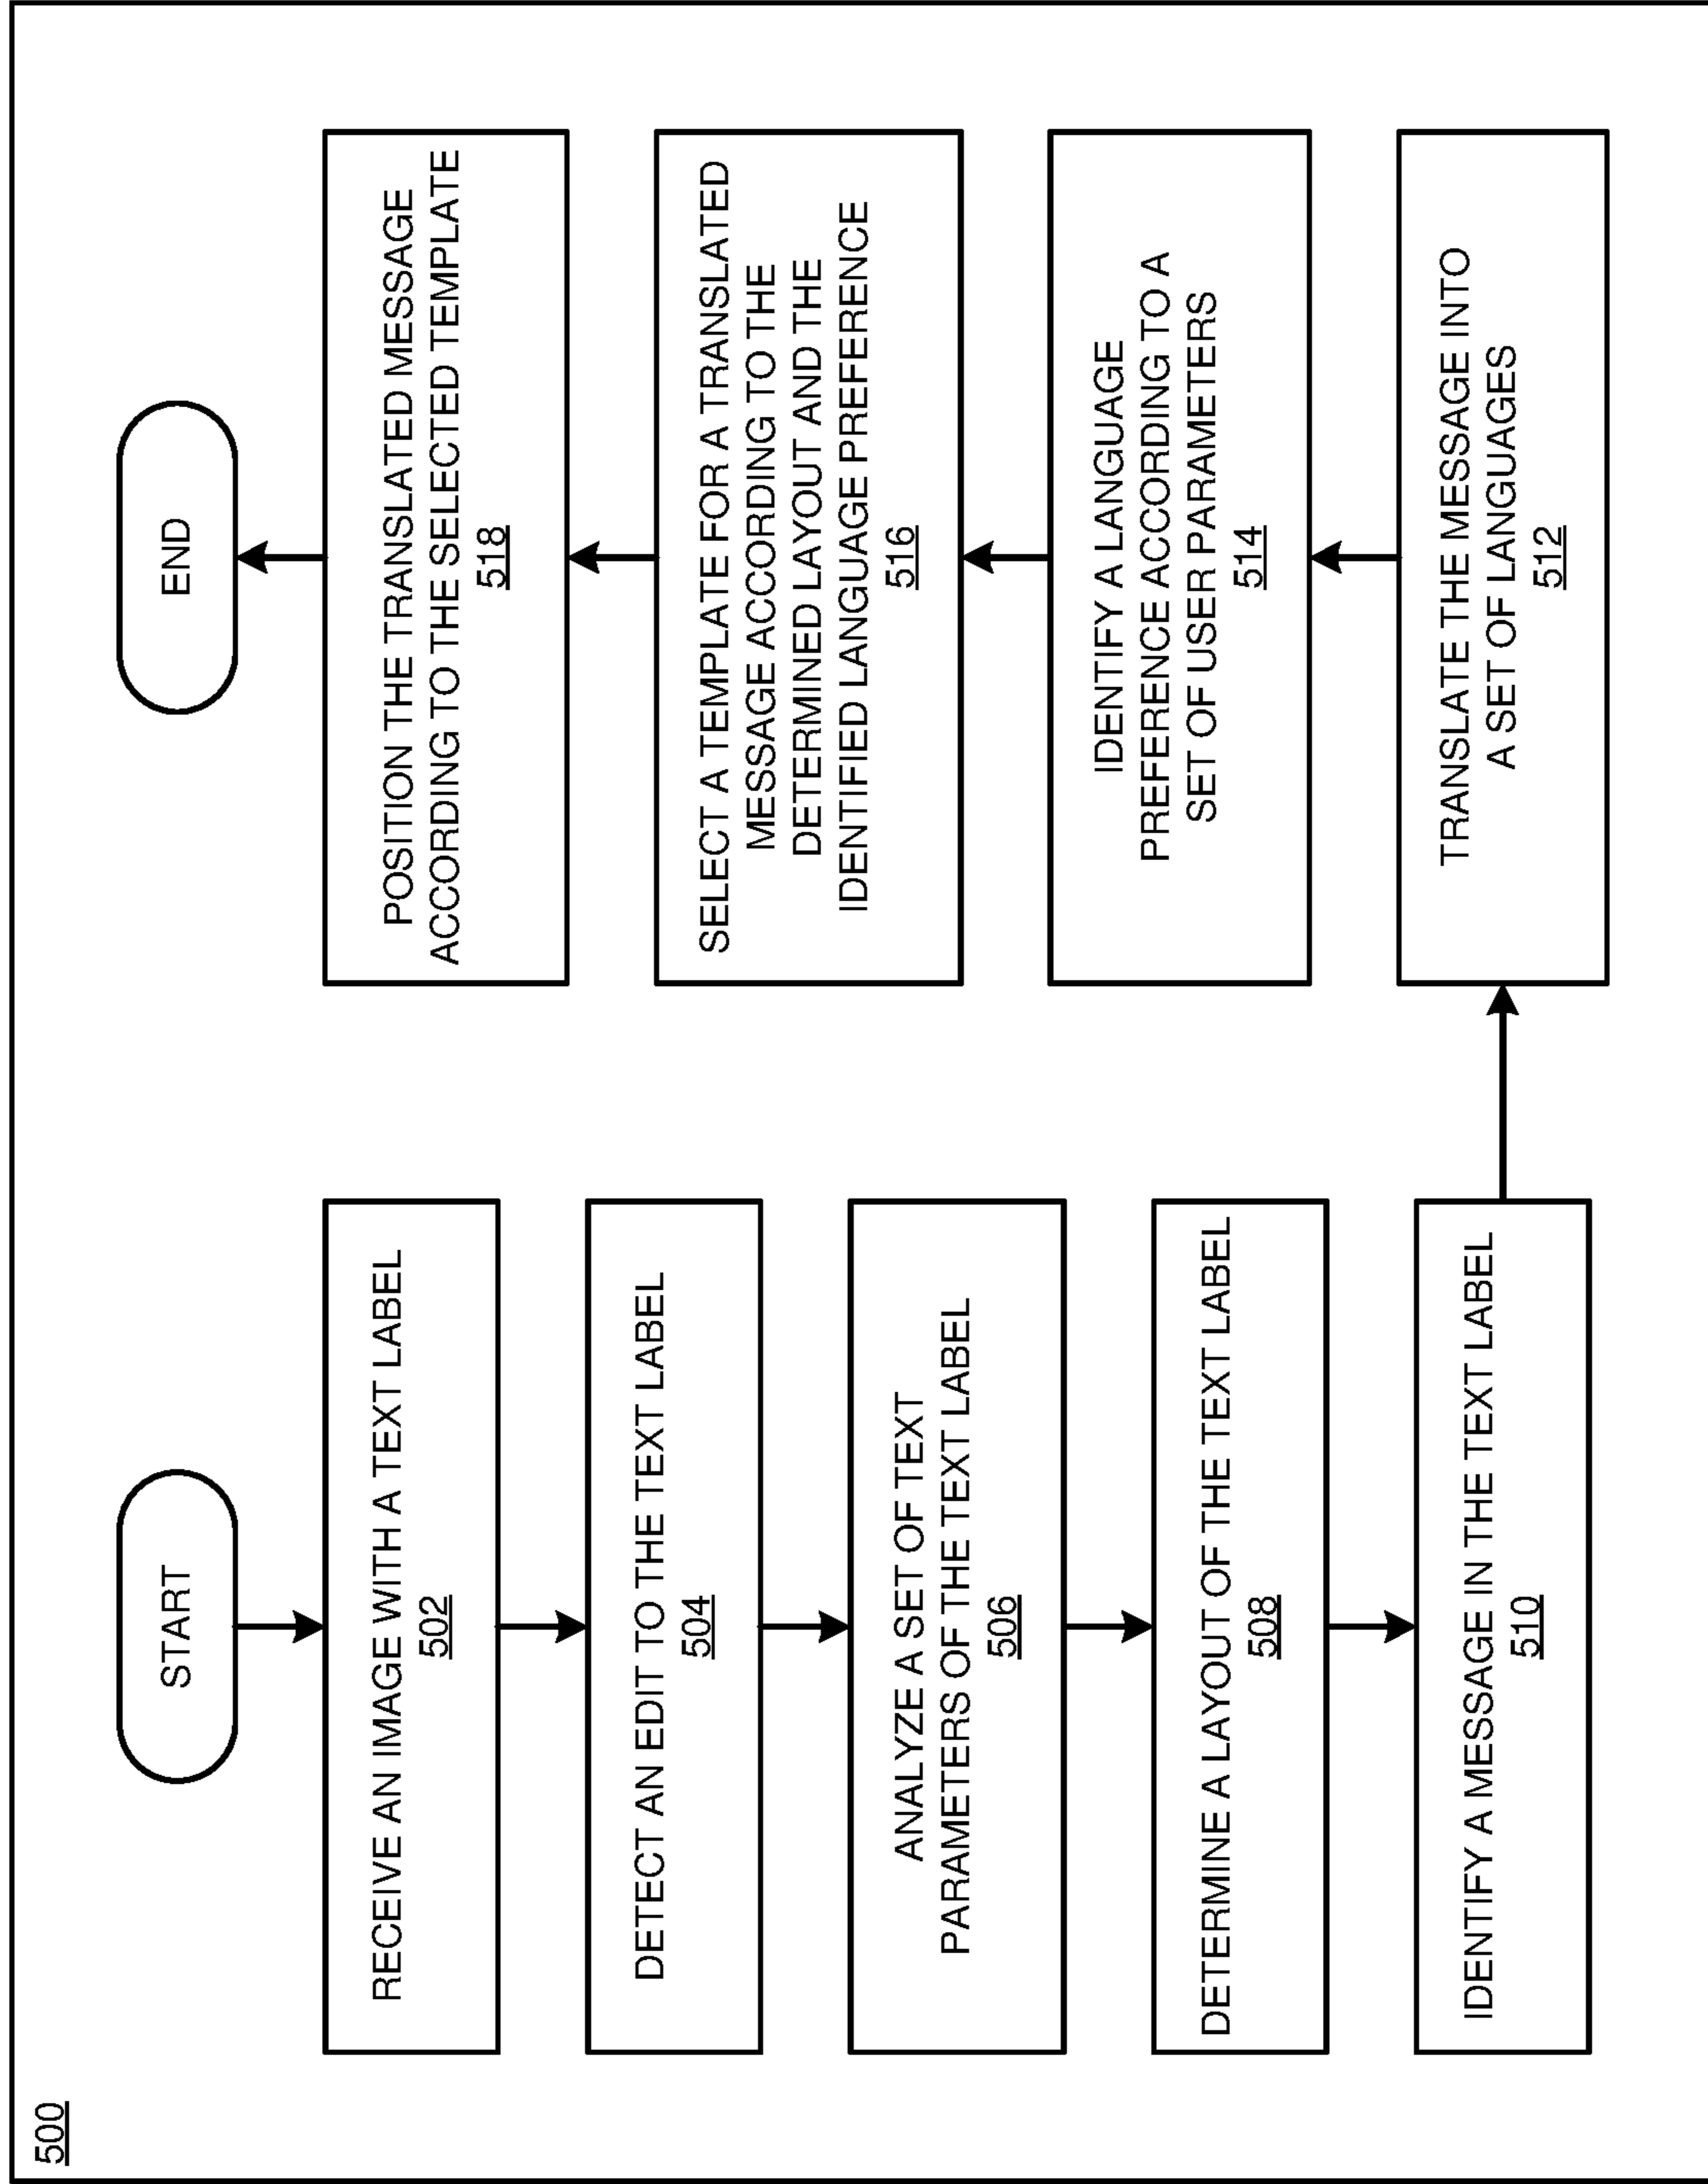 500
START
RECEIVE AN IMAGE WITH A TEXT LABEL
502
DETECT AN EDIT TO THE TEXT LABEL
504
ANALYZE A SET OF TEXT
PARAMETERS OF THE TEXT LABEL
506
DETERMINE A LAYOUT OF THE TEXT LABEL
508
IDENTIFY A MESSAGE IN THE TEXT LABEL
510
TRANSLATE THE MESSAGE INTO
A SET OF LANGUAGES
512
IDENTIFY A LANGUAGE
PREFERENCE ACCORDING TO A
SET OF USER PARAMETERS
514
SELECT A TEMPLATE FOR A TRANSLATED
MESSAGE ACCORDING TO THE
DETERMINED LAYOUT AND THE
IDENTIFIED LANGUAGE PREFERENCE
516
POSITION THE TRANSLATED MESSAGE
ACCORDING TO THE SELECTED TEMPLATE
518
END